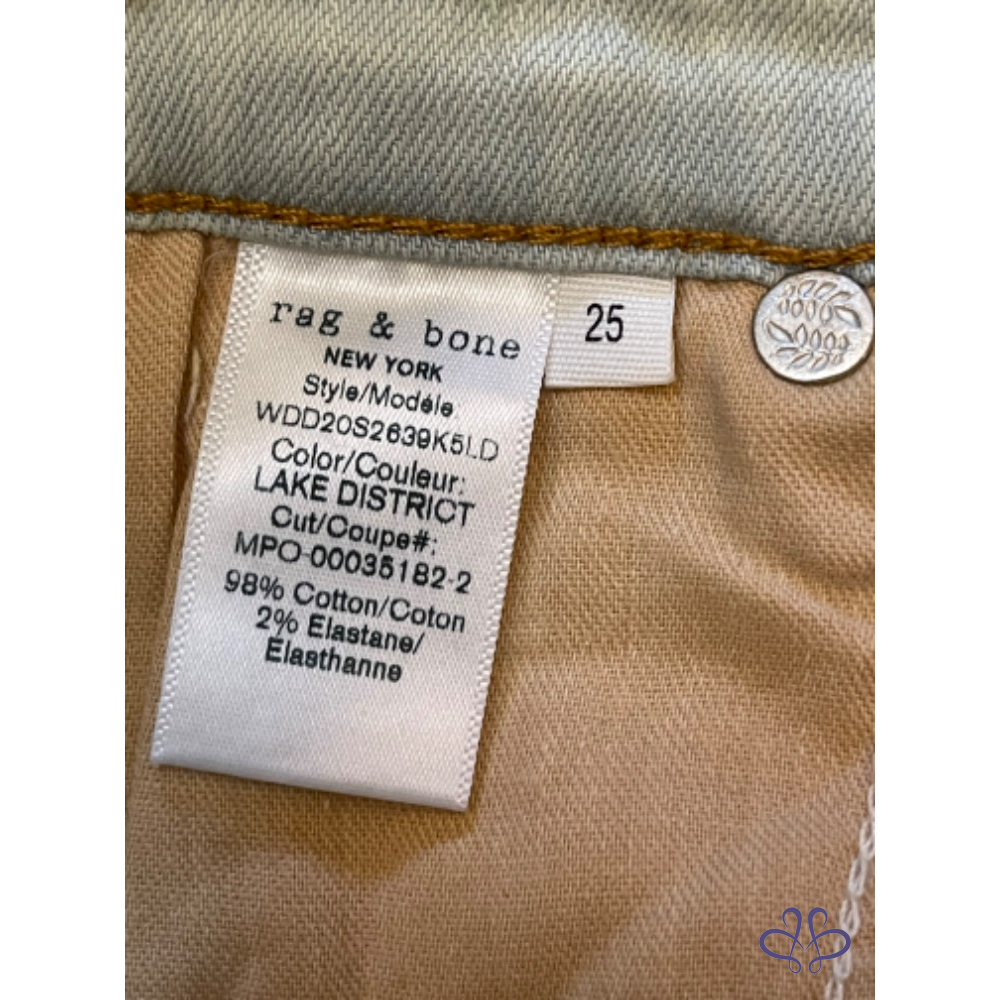 rag & bone
NEW YORK
Style/Modéle
WDD20S2639K5LD
Color/Couleur:
LAKE DISTRICT
Cut/Coupe#:
MPO-00035182-2
98% Cotton/Coton
2% Elastane/
Élasthanne
25